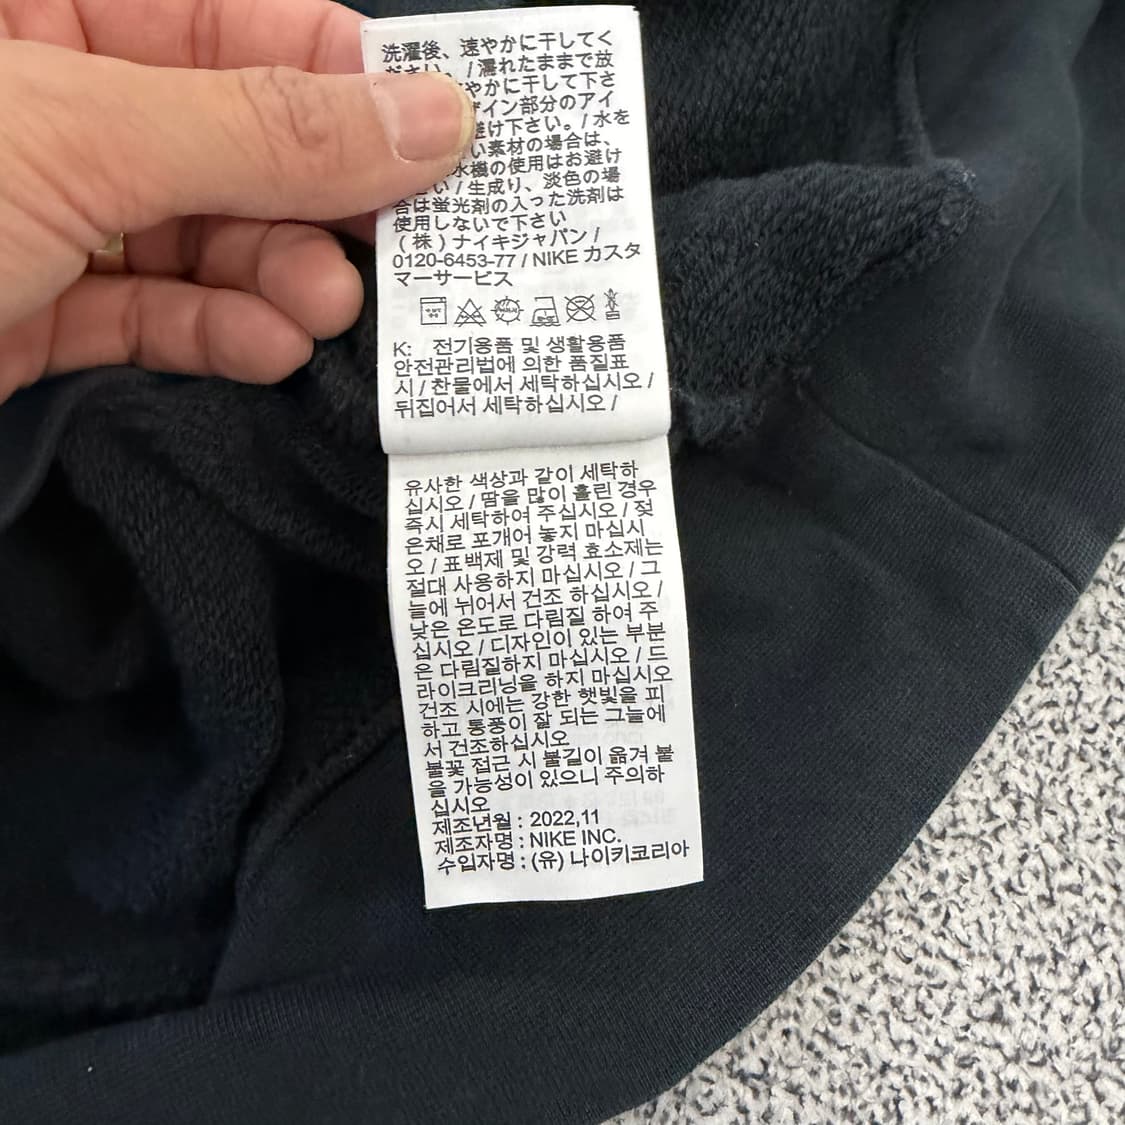 洗濯後、速やかに干してく
ださい。/ 濡れたままで放
やかに干して下さ
ザイン部分のアイ
避け下さい。/ 水を
い素材の場合は、
水機の使用はお避け
い / 生成り、淡色の場
合は蛍光剤の入った洗剤は
使用しないで下さい
( 株 ) ナイキジャパン /
0120-6453-77 / NIKE カスタ
マーサービス
K: 전기용품 및 생활용품
안전관리법에 의한 품질표
시 / 찬물에서 세탁하십시오 /
뒤집어서 세탁하십시오 /
유사한 색상과 같이 세탁하
십시오 / 땀을 많이 흘린 경우
즉시 세탁하여 주십시오 / 젖
은채로 포개어 놓지 마십시
오 / 표백제 및 강력 효소제는
절대 사용하지 마십시오 / 그
늘에 뉘어서 건조 하십시오 /
낮은 온도로 다림질 하여 주
십시오 / 디자인이 있는 부분
은 다림질하지 마십시오 / 드
라이크리닝을 하지 마십시오
건조 시에는 강한 햇빛을 피
하고 통풍이 잘 되는 그늘에
서 건조하십시오
불꽃 접근 시 불길이 옮겨 붙
을 가능성이 있으니 주의하
십시오
제조년월 : 2022,11
제조자명 : NIKE INC.
수입자명 : (유) 나이키코리아